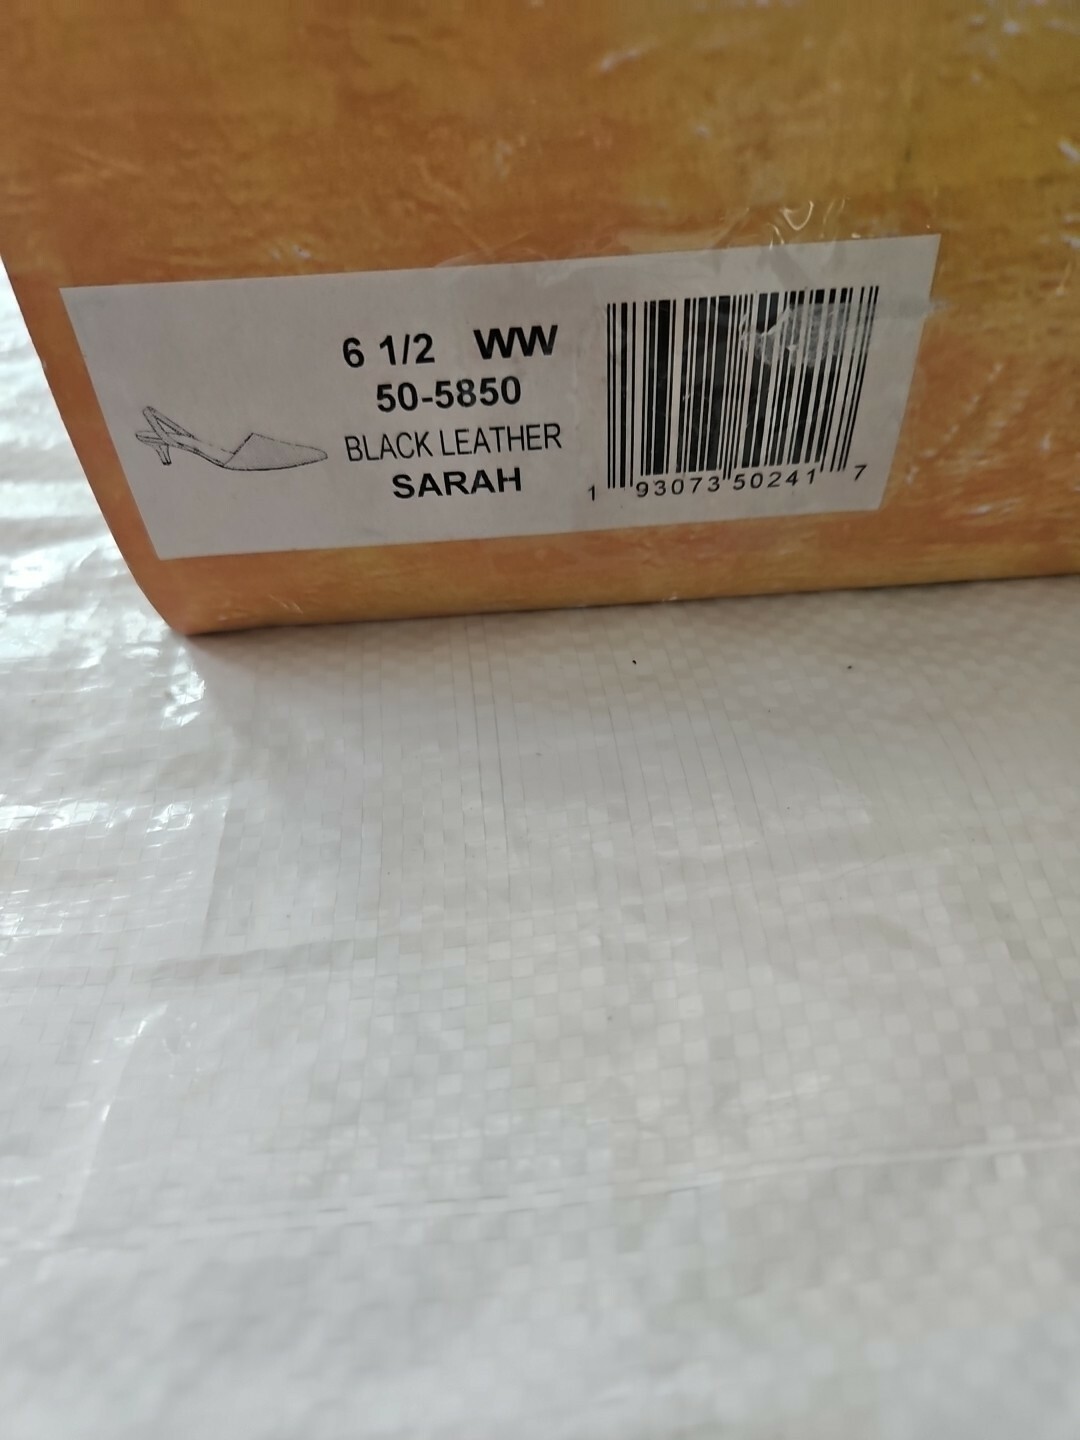 6 1/2 WW
50-5850
BLACK LEATHER
SARAH
1 93073 50241 7